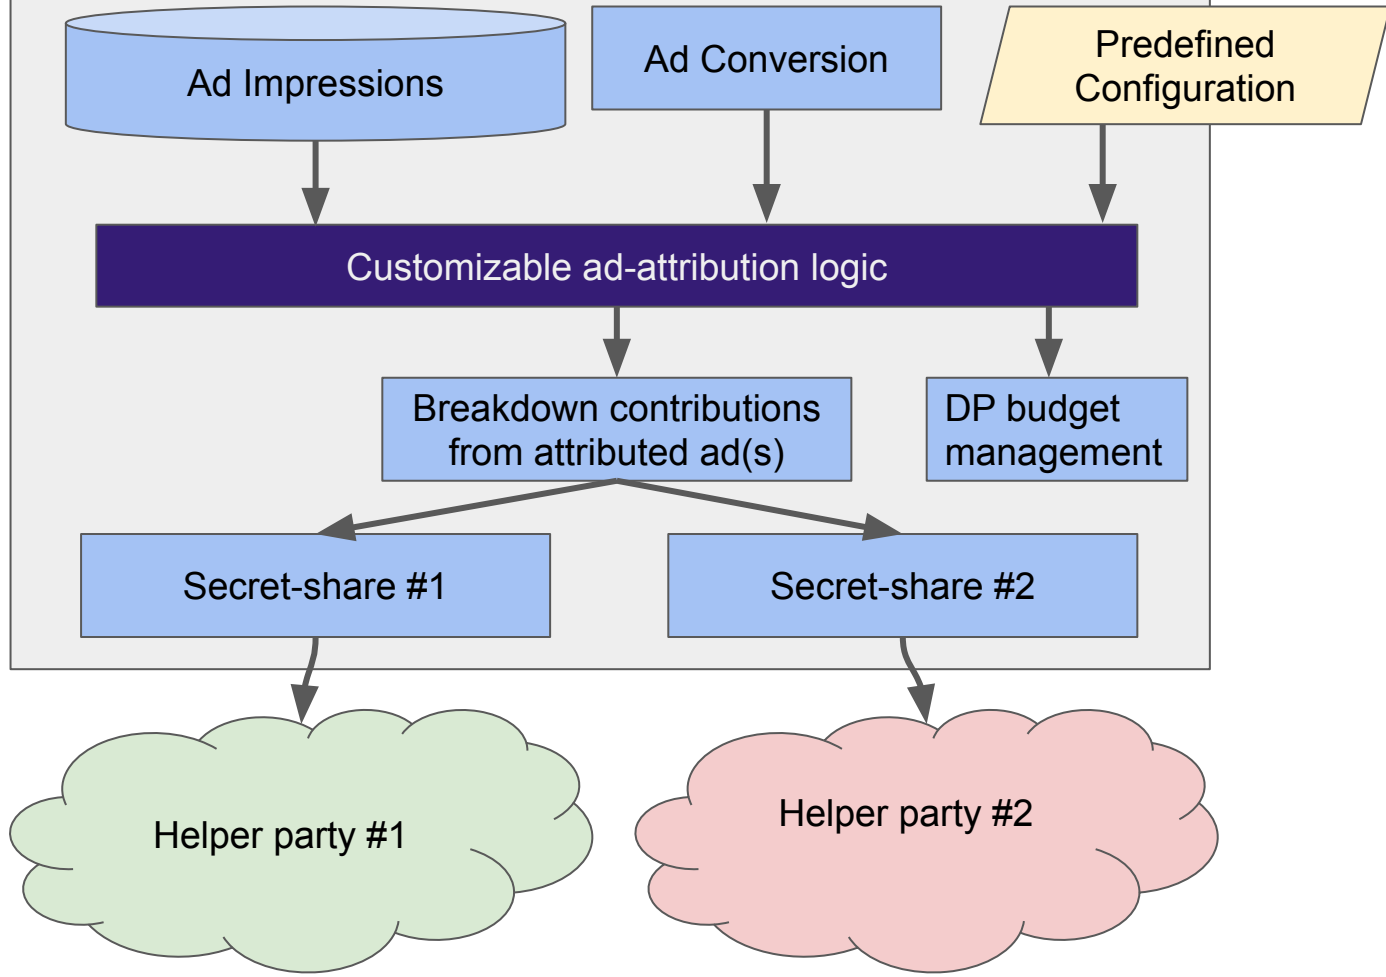 Ad Impressions
Ad Conversion
Predefined
Configuration
Customizable ad-attribution logic
Breakdown contributions
from attributed ad(s)
DP budget
management
Secret-share #1
Secret-share #2
Helper party #1
Helper party #2